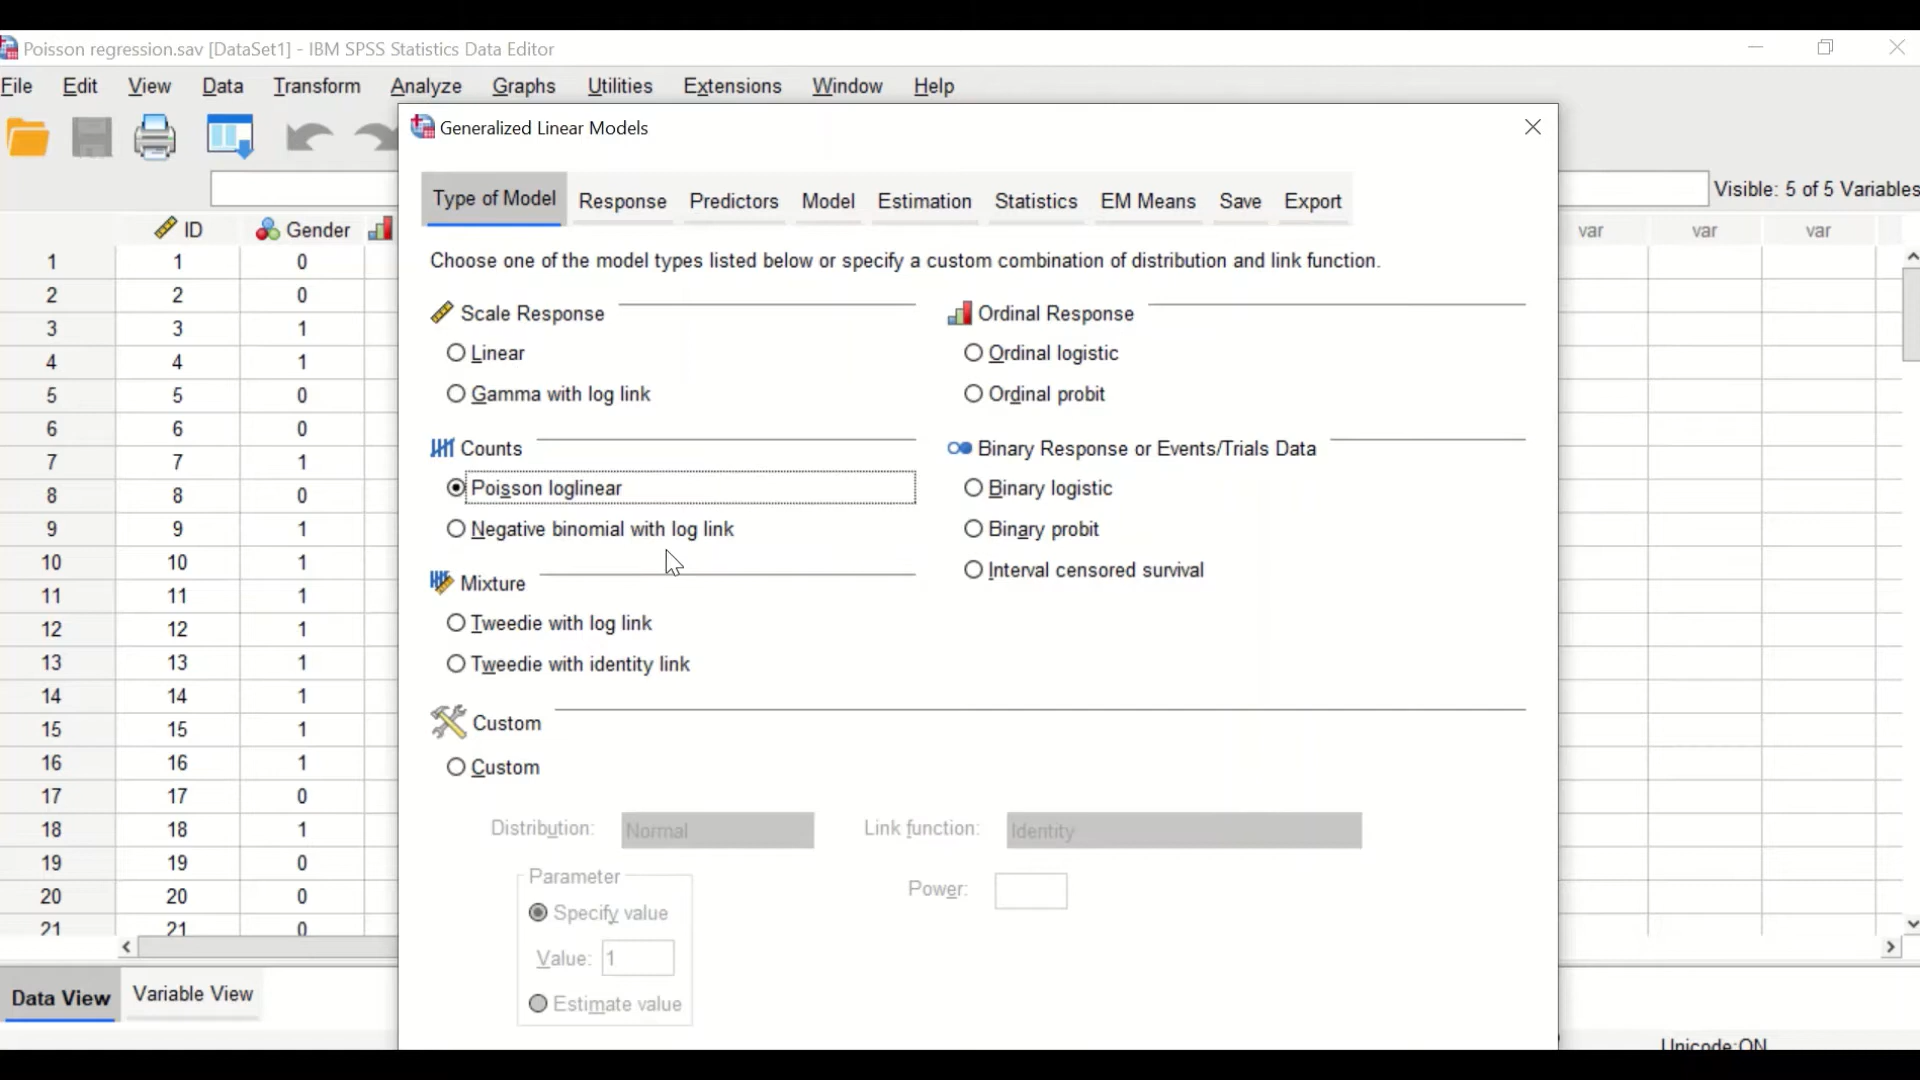 Poisson regression.sav [DataSet1] - IBM SPSS Statistics Data Editor
File Edit View Data Transform Analyze Graphs Utilities Extensions Window Help
Generalized Linear Models
Visible: 5 of 5 Variables
Type of Model Response Predictors Model Estimation Statistics EM Means Save Export
ID Gender var var var
Choose one of the model types listed below or specify a custom combination of distribution and link function.
1 1 0
2 2 0
3 3 1
4 4 1
5 5 0
6 6 0
7 7 1
8 8 0
9 9 1
10 10 1
11 11 1
12 12 1
13 13 1
14 14 1
15 15 1
16 16 1
17 17 0
18 18 1
19 19 0
20 20 0
21 21 0
Scale Response
Linear
Gamma with log link
Counts
Poisson loglinear
Negative binomial with log link
Mixture
Tweedie with log link
Tweedie with identity link
Ordinal Response
Ordinal logistic
Ordinal probit
Binary Response or Events/Trials Data
Binary logistic
Binary probit
Interval censored survival
Custom
Custom
Distribution: Normal Link function: Identity
Parameter
Specify value
Value: 1
Estimate value
Power:
Data View Variable View
Unicode:ON